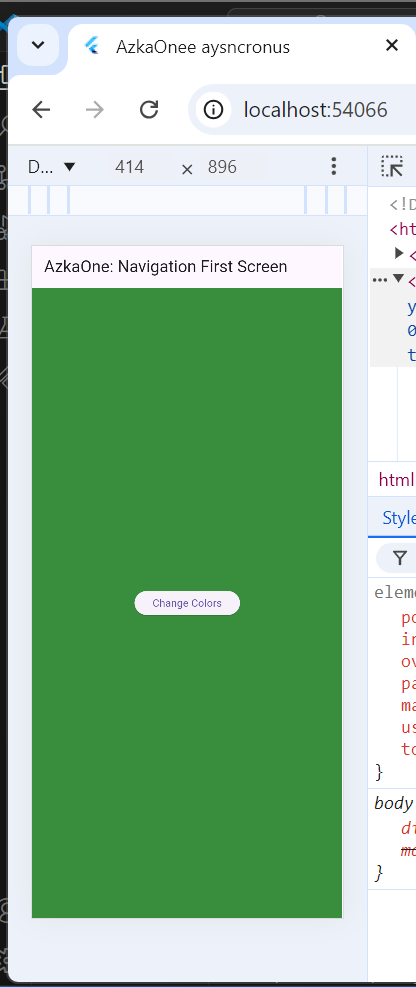 AzkaOnee aysncronus
localhost:54066
D... 414 × 896
<!D
<ht
<
<
y
0
t
AzkaOne: Navigation First Screen
Change Colors
html
Style
elem
po
in
ov
pa
ma
us
to
}
body
di
ma
}